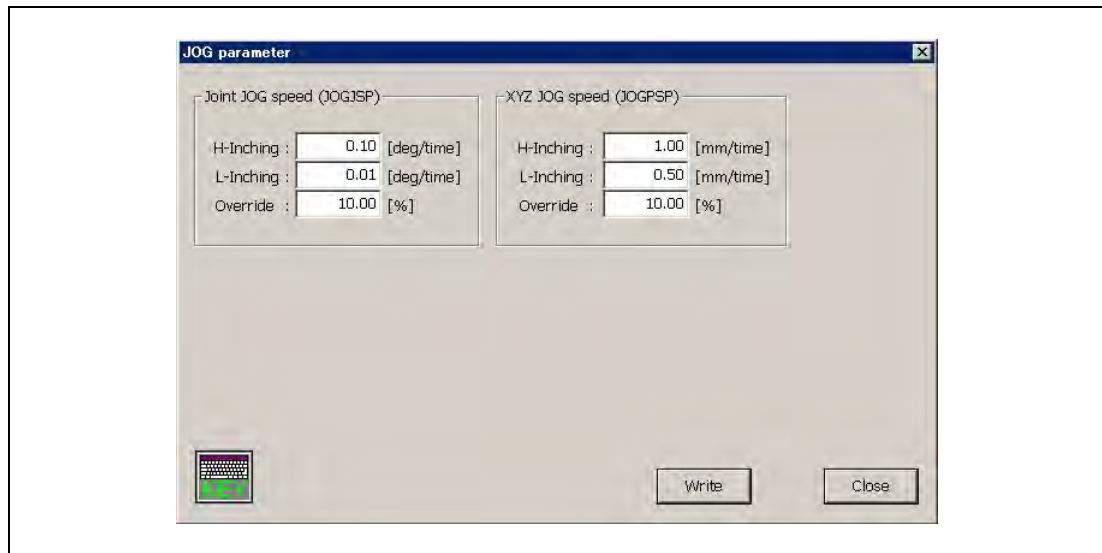 JOG parameter
Joint JOG speed (JOGJSP)
H-Inching : 0.10 [deg/time]
L-Inching : 0.01 [deg/time]
Override : 10.00 [%]
XYZ JOG speed (JOGPSP)
H-Inching : 1.00 [mm/time]
L-Inching : 0.50 [mm/time]
Override : 10.00 [%]
KEY
Write
Close